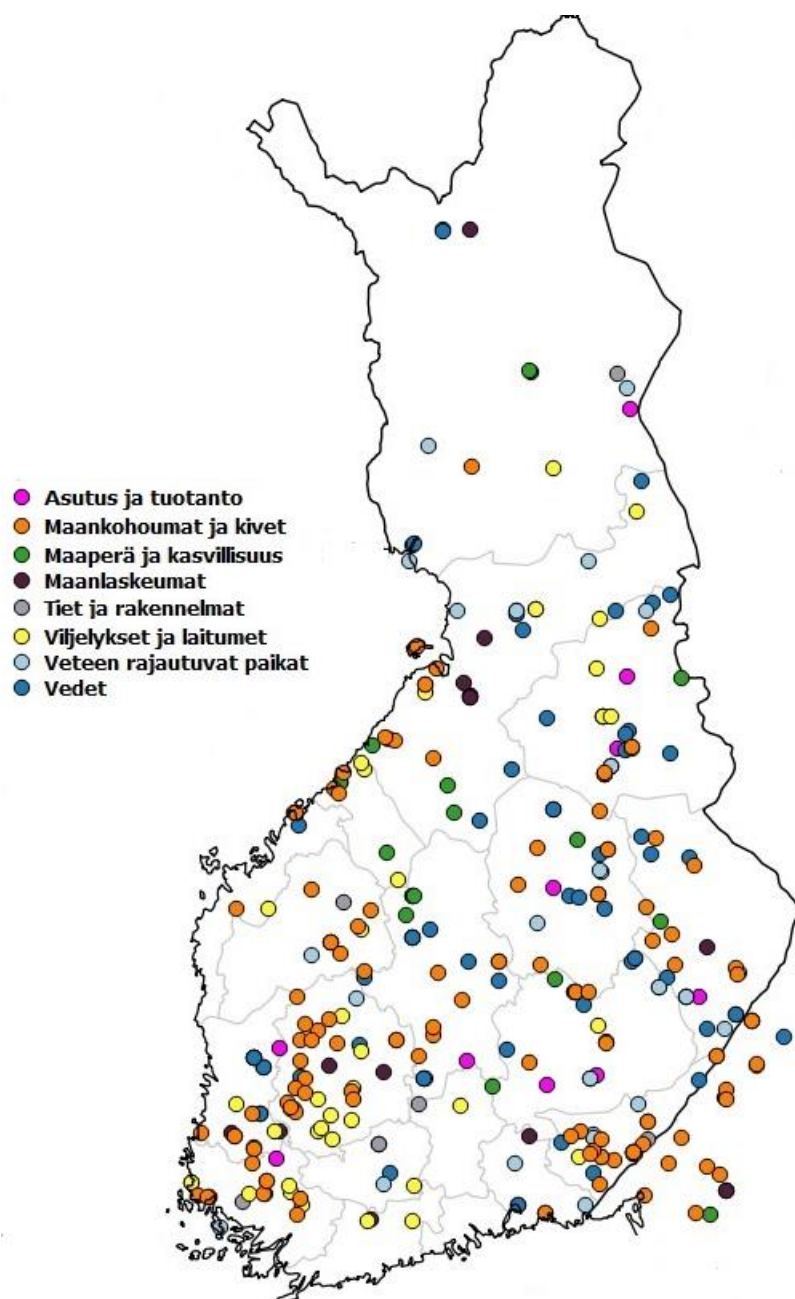 Asutus ja tuotanto
Maankohoumat ja kivet
Maaperä ja kasvillisuus
Maanlaskeumat
Tiet ja rakennelmat
Viljelykset ja laitumet
Veteen rajautuvat paikat
Vedet